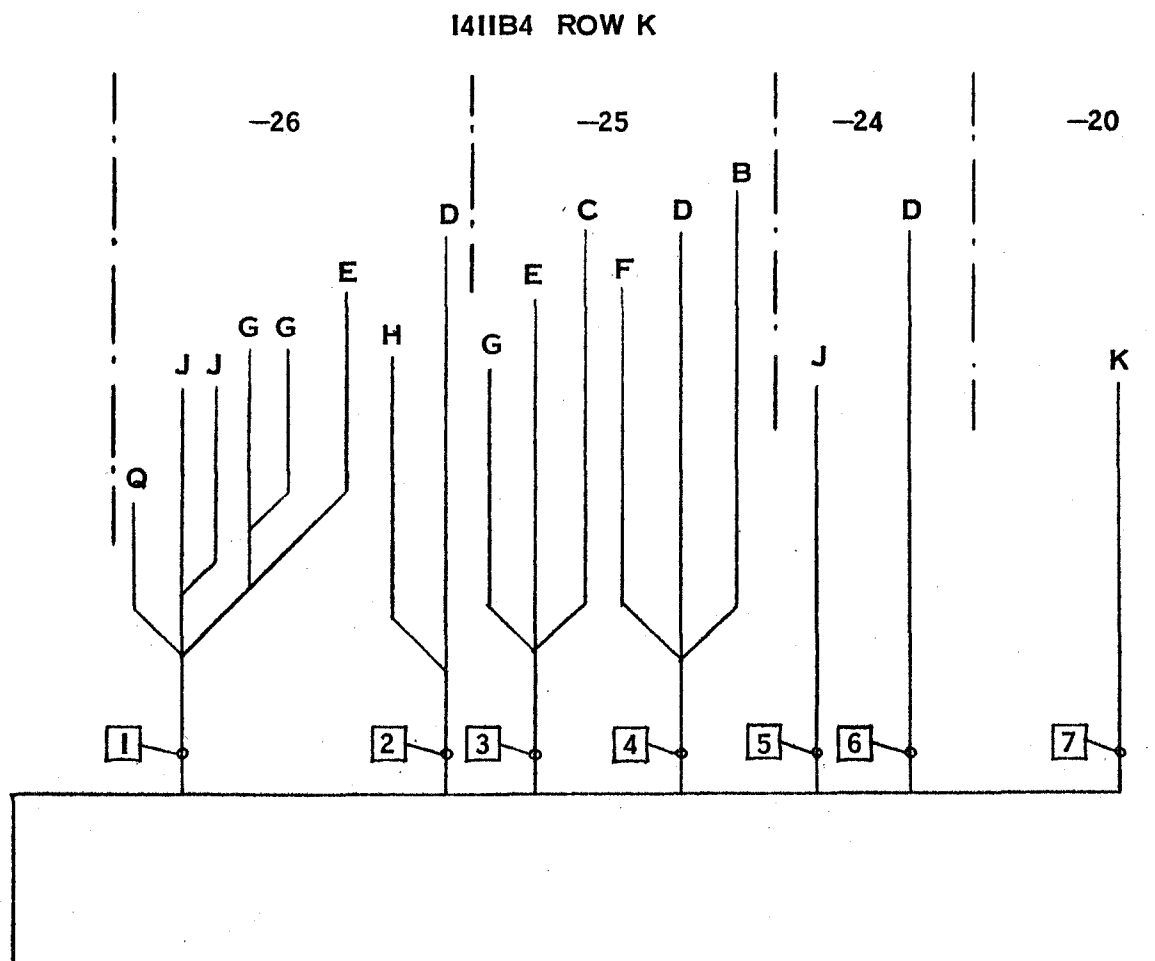 1411B4 ROW K
—26 —25 —24 —20
B
D C D D
E E F
G G H G
J J J K
Q
1 2 3 4 5 6 7